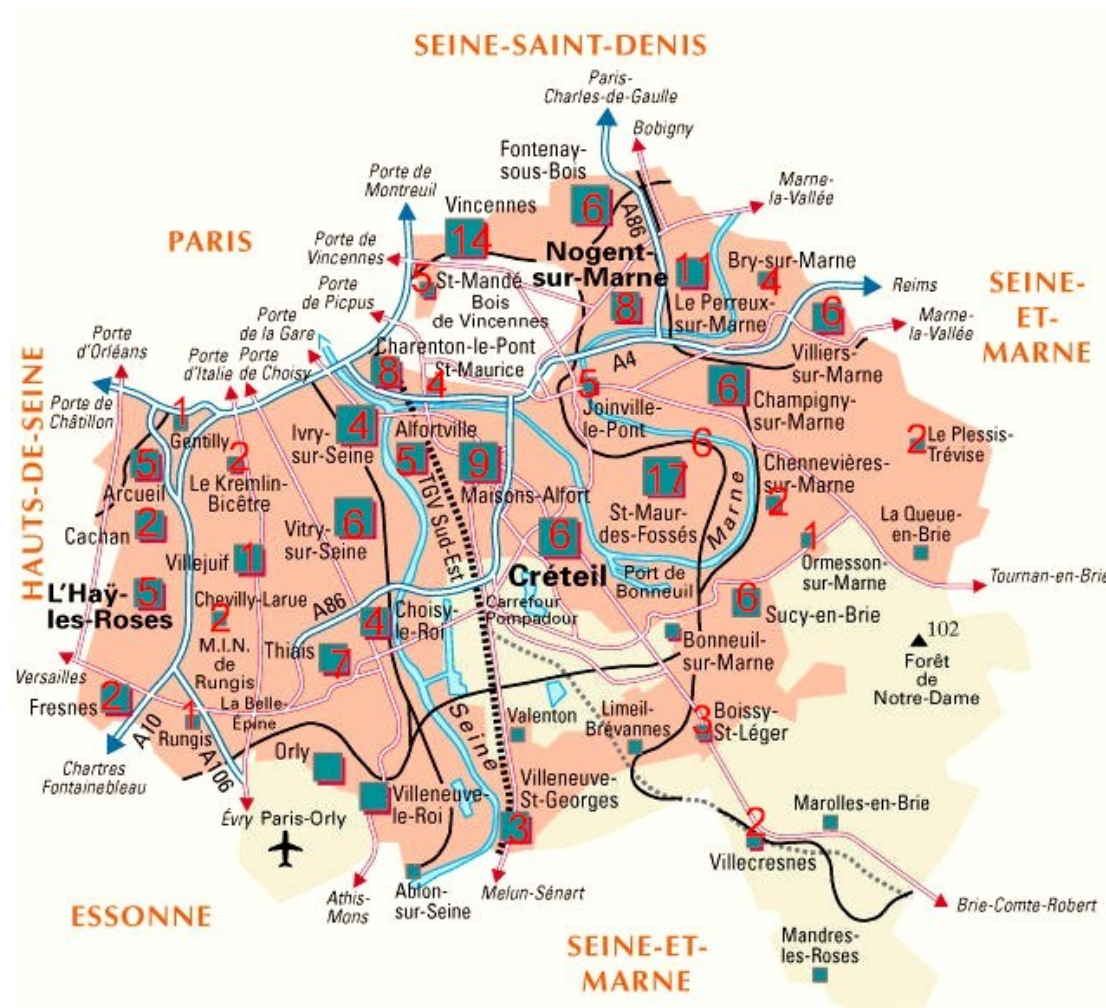 SEINE-SAINT-DENIS
Paris-
Charles-de-Gaulle
Bobigny
Fontenay-
sous-Bois
6
A86
Porte de
Montreuil
Marne-
la-Vallée
Vincennes
14
PARIS
Porte de
Vincennes
Nogent-
sur-Marne
8
11
Le Perreux-
sur-Marne
Bry-sur-Marne
4
5
St-Mandé
Bois
de Vincennes
Porte
de Picpus
Reims
SEINE-
ET-
MARNE
Marne-
la-Vallée
6
Villiers-
sur-Marne
Porte
de la Gare
Porte
d'Orléans
Porte
d'Italie
Porte
de Choisy
Charenton-le-Pont
8
St-Maurice
4
A4
5
Joinville-
le-Pont
6
Champigny-
sur-Marne
HAUTS-DE-SEINE
Porte de
Châtillon
1
Gentilly
4
Ivry-
sur-Seine
Alfortville
5
9
Maisons-Alfort
6
17
St-Maur-
des-Fossés
Marne
2
Le Plessis-
Trévise
Chennevières-
sur-Marne
2
5
Arcueil
2
Le Kremlin-
Bicêtre
TGV Sud-Est
Cachan
2
6
Vitry-
sur-Seine
6
Créteil
1
Ormesson-
sur-Marne
La Queue-
en-Brie
Villejuif
1
Port de
Bonneuil
Tournan-en-Brie
L'Haÿ-
les-Roses
5
Chevilly-Larue
2
A86
4
Choisy-
le-Roi
Carrefour
Pompadour
6
Sucy-en-Brie
Bonneuil-
sur-Marne
102
Forêt
de
Notre-Dame
M.I.N.
de
Rungis
Thiais
7
Versailles
Fresnes
2
La Belle-
Épine
1
Rungis
A10
A106
Seine
Valenton
Limeil-
Brévannes
3
Boissy-
St-Léger
Chartres
Fontainebleau
Orly
Villeneuve-
le-Roi
Villeneuve-
St-Georges
3
Marolles-en-Brie
2
Villecresnes
Évry
Paris-Orly
Athis-
Mons
Ablon-
sur-Seine
Melun-Sénart
Brie-Comte-Robert
ESSONNE
SEINE-ET-
MARNE
Mandres-
les-Roses